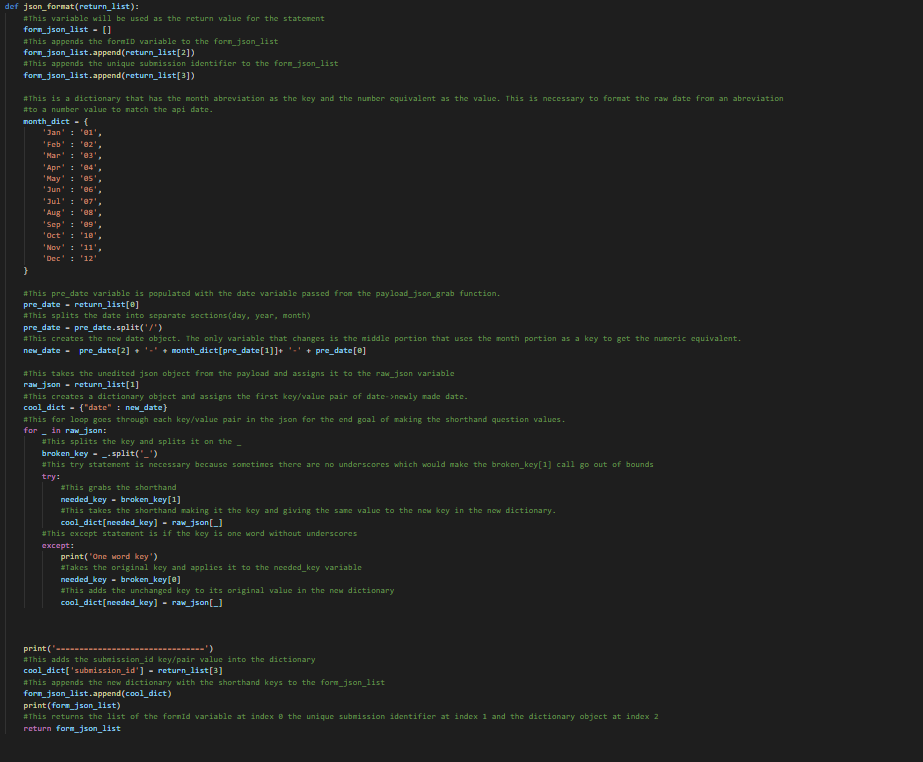 def json_format(return_list):
#This variable will be used as the return value for the statement
form_json_list = []
#This appends the formID variable to the form_json_list
form_json_list.append(return_list[2])
#This appends the unique submission identifier to the form_json_list
form_json_list.append(return_list[3])
#This is a dictionary that has the month abreviation as the key and the number equivalent as the value. This is necessary to format the raw date from an abreviation
#to a number value to match the api date.
month_dict = {
'Jan' : '01',
'Feb' : '02',
'Mar' : '03',
'Apr' : '04',
'May' : '05',
'Jun' : '06',
'Jul' : '07',
'Aug' : '08',
'Sep' : '09',
'Oct' : '10',
'Nov' : '11',
'Dec' : '12'
}
#This pre_date variable is populated with the date variable passed from the payload_json_grab function.
pre_date = return_list[0]
#This splits the date into separate sections(day, year, month)
pre_date = pre_date.split('/')
#This creates the new date object. The only variable that changes is the middle portion that uses the month portion as a key to get the numeric equivalent.
new_date =  pre_date[2] + '-' + month_dict[pre_date[1]]+ '-' + pre_date[0]
#This takes the unedited json object from the payload and assigns it to the raw_json variable
raw_json = return_list[1]
#This creates a dictionary object and assigns the first key/value pair of date->newly made date.
cool_dict = {"date" : new_date}
#This for loop goes through each key/value pair in the json for the end goal of making the shorthand question values.
for _ in raw_json:
#This splits the key and splits it on the _
broken_key = _.split('_')
#This try statement is necessary because sometimes there are no underscores which would make the broken_key[1] call go out of bounds
try:
#This grabs the shorthand
needed_key = broken_key[1]
#This takes the shorthand making it the key and giving the same value to the new key in the new dictionary.
cool_dict[needed_key] = raw_json[_]
#This except statement is if the key is one word without underscores
except:
print('One word key')
#Takes the original key and applies it to the needed_key variable
needed_key = broken_key[0]
#This adds the unchanged key to its original value in the new dictionary
cool_dict[needed_key] = raw_json[_]
print('================================')
#This adds the submission_id key/pair value into the dictionary
cool_dict['submission_id'] = return_list[3]
#This appends the new dictionary with the shorthand keys to the form_json_list
form_json_list.append(cool_dict)
print(form_json_list)
#This returns the list of the formId variable at index 0 the unique submission identifier at index 1 and the dictionary object at index 2
return form_json_list